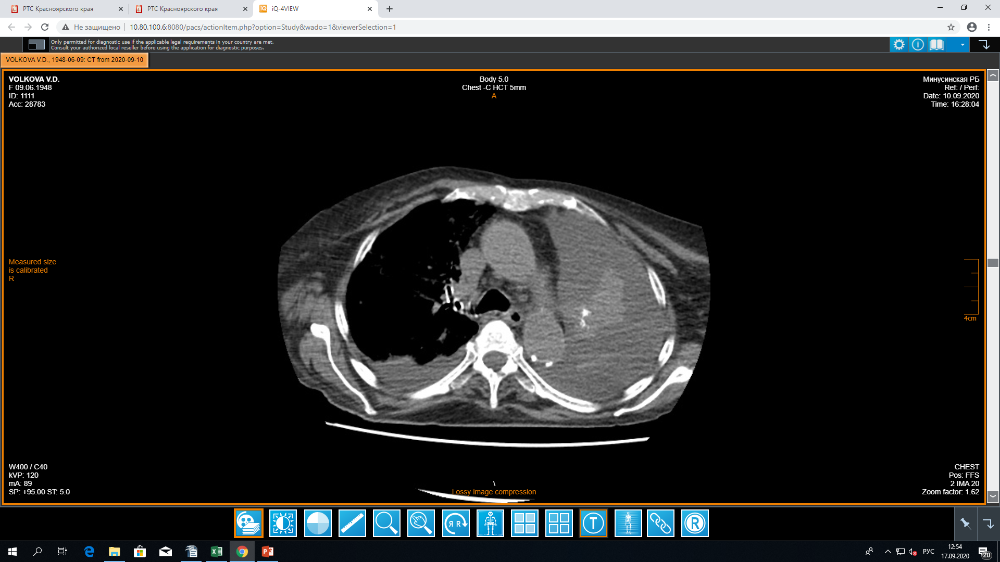 РТС Красноярского края
РТС Красноярского края
iQ-4VIEW
Не защищено
10.80.100.6:8080/pacs/actionItem.php?option=Study&wado=1&viewerSelection=1
Only permitted for diagnostic use if the applicable legal requirements in your country are met.
Consult your authorized local reseller before using the application for diagnostic purposes.
VOLKOVA V.D., 1948-06-09: CT from 2020-09-10
VOLKOVA V.D.
F 09.06.1948
ID: 1111
Acc: 28783
Body 5.0
Chest -C HCT 5mm
A
Минусинская РБ
Ref: / Perf:
Date: 10.09.2020
Time: 16:28:04
Measured size
is calibrated
R
4cm
W400 / C40
kVP: 120
mA: 89
SP: +95.00 ST: 5.0
\
Lossy image compression
CHEST
Pos: FFS
2 IMA 20
Zoom factor: 1.62
Я R
T
R
РУС
12:54
17.09.2020
20